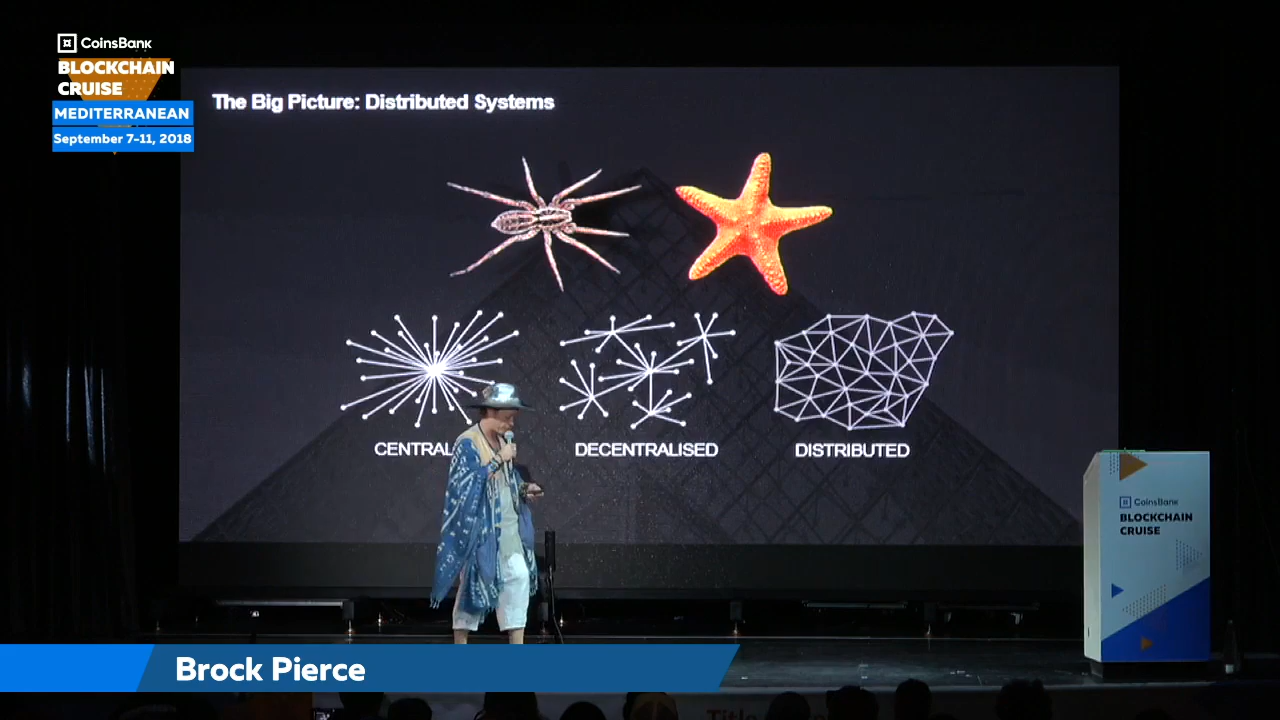 CoinsBank
BLOCKCHAIN
CRUISE
MEDITERRANEAN
September 7-11, 2018
The Big Picture: Distributed Systems
CENTRAL
DECENTRALISED
DISTRIBUTED
CoinsBank
BLOCKCHAIN
CRUISE
Brock Pierce